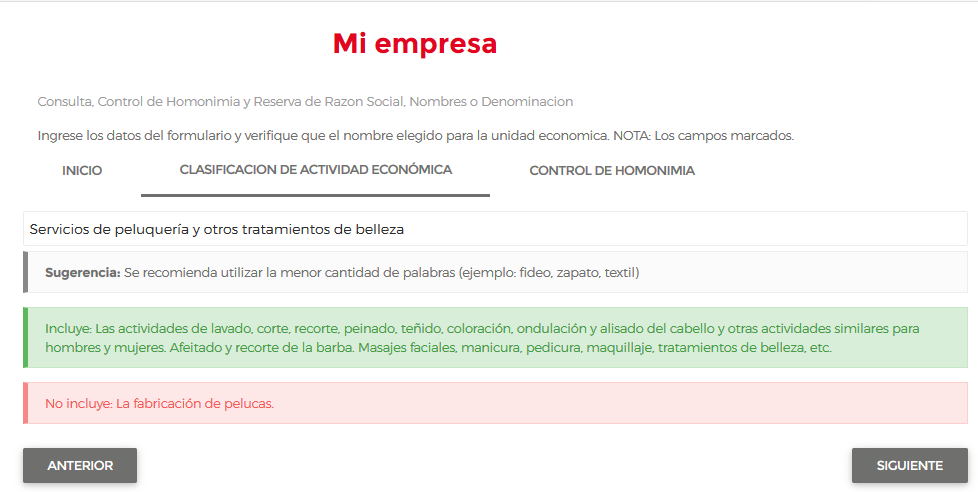 Mi empresa
Consulta, Control de Homonimia y Reserva de Razon Social, Nombres o Denominacion
Ingrese los datos del formulario y verifique que el nombre elegido para la unidad economica. NOTA: Los campos marcados.
INICIO
CLASIFICACION DE ACTIVIDAD ECONÓMICA
CONTROL DE HOMONIMIA
Servicios de peluquería y otros tratamientos de belleza
Sugerencia: Se recomienda utilizar la menor cantidad de palabras (ejemplo: fideo, zapato, textil)
Incluye: Las actividades de lavado, corte, recorte, peinado, teñido, coloración, ondulación y alisado del cabello y otras actividades similares para
hombres y mujeres. Afeitado y recorte de la barba. Masajes faciales, manicura, pedicura, maquillaje, tratamientos de belleza, etc.
No incluye: La fabricación de pelucas.
ANTERIOR
SIGUIENTE